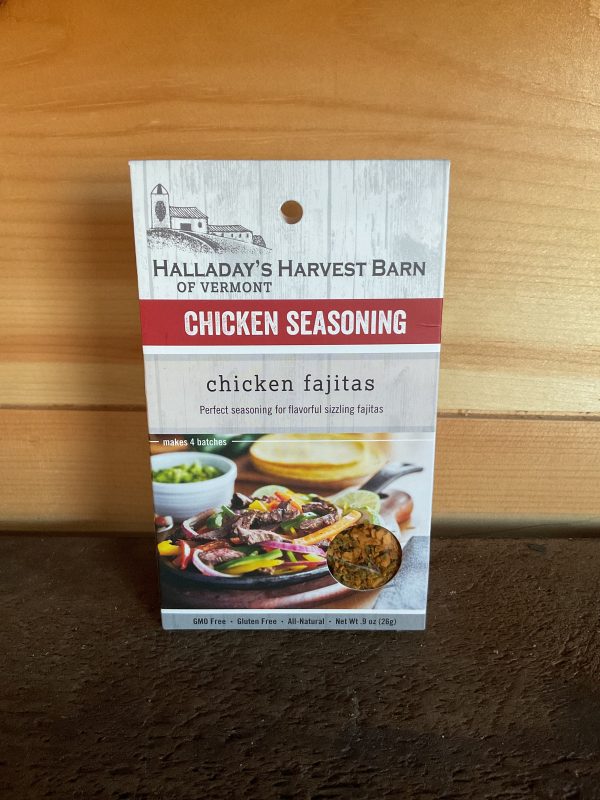 HALLADAY'S HARVEST BARN
OF VERMONT
CHICKEN SEASONING
chicken fajitas
Perfect seasoning for flavorful sizzling fajitas
makes 4 batches
GMO Free • Gluten Free • All-Natural • Net Wt .9 oz (26g)